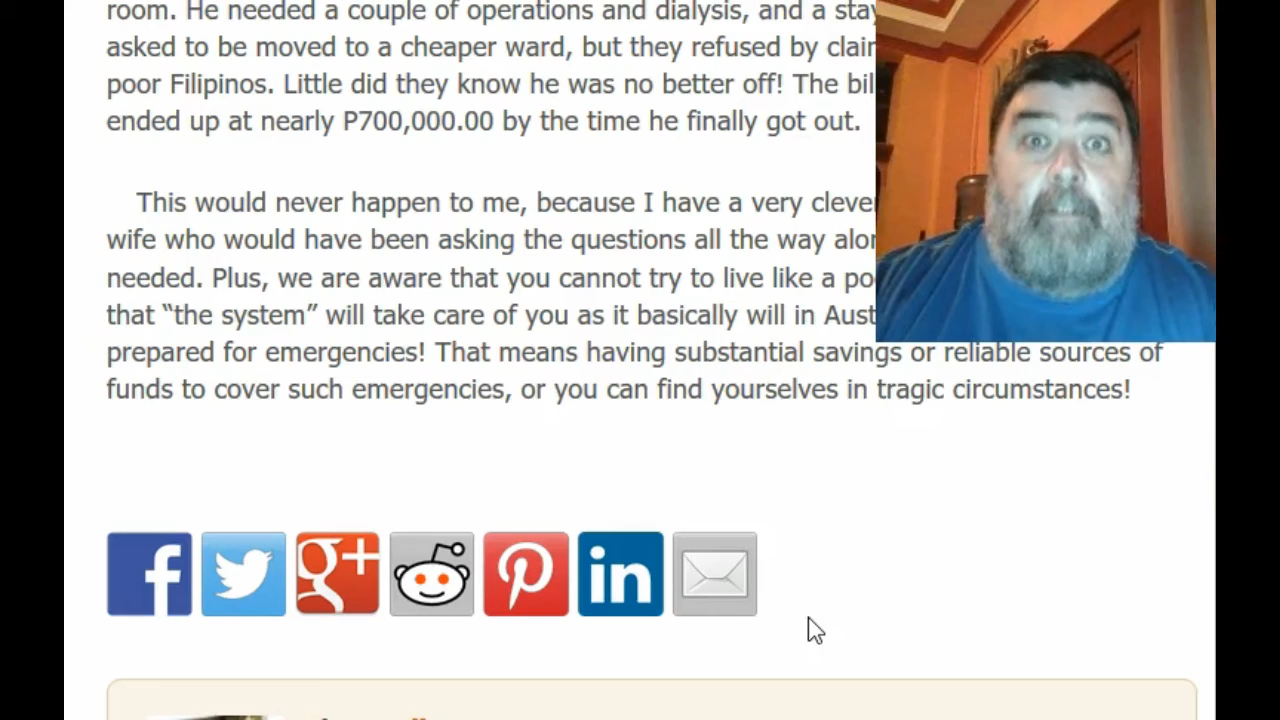 room. He needed a couple of operations and dialysis, and a stay
asked to be moved to a cheaper ward, but they refused by
poor Filipinos. Little did they know he was no better off! The
ended up at nearly P700,000.00 by the time he finally got out.
This would never happen to me, because I have a very clever
wife who would have been asking the questions all the way
needed. Plus, we are aware that you cannot try to live like a
that “the system” will take care of you as it basically will in
prepared for emergencies! That means having substantial savings or reliable sources of
funds to cover such emergencies, or you can find yourselves in tragic circumstances!
f g+ P in